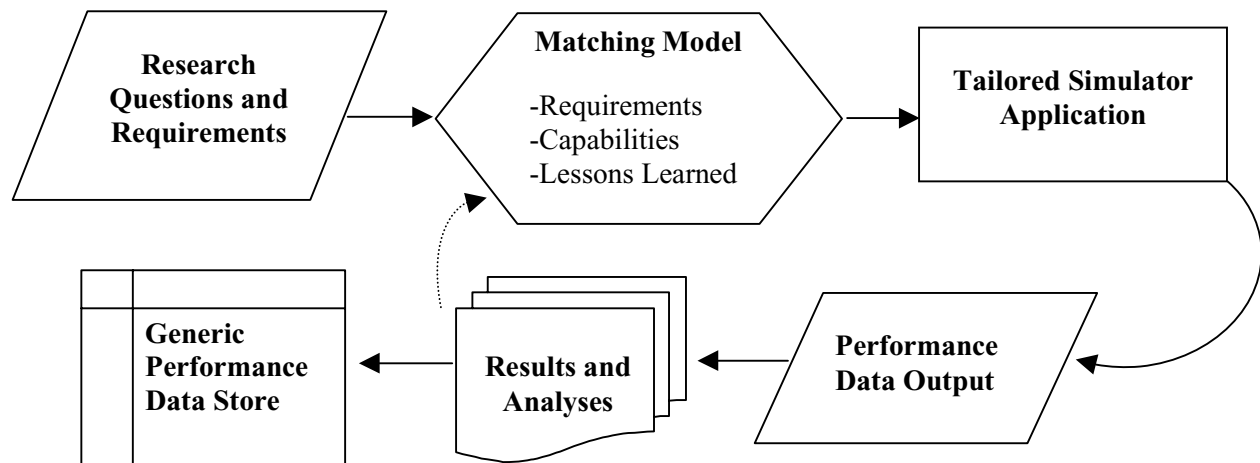 Research
Questions and
Requirements
Matching Model
-Requirements
-Capabilities
-Lessons Learned
Tailored Simulator
Application
Generic
Performance
Data Store
Results and
Analyses
Performance
Data Output